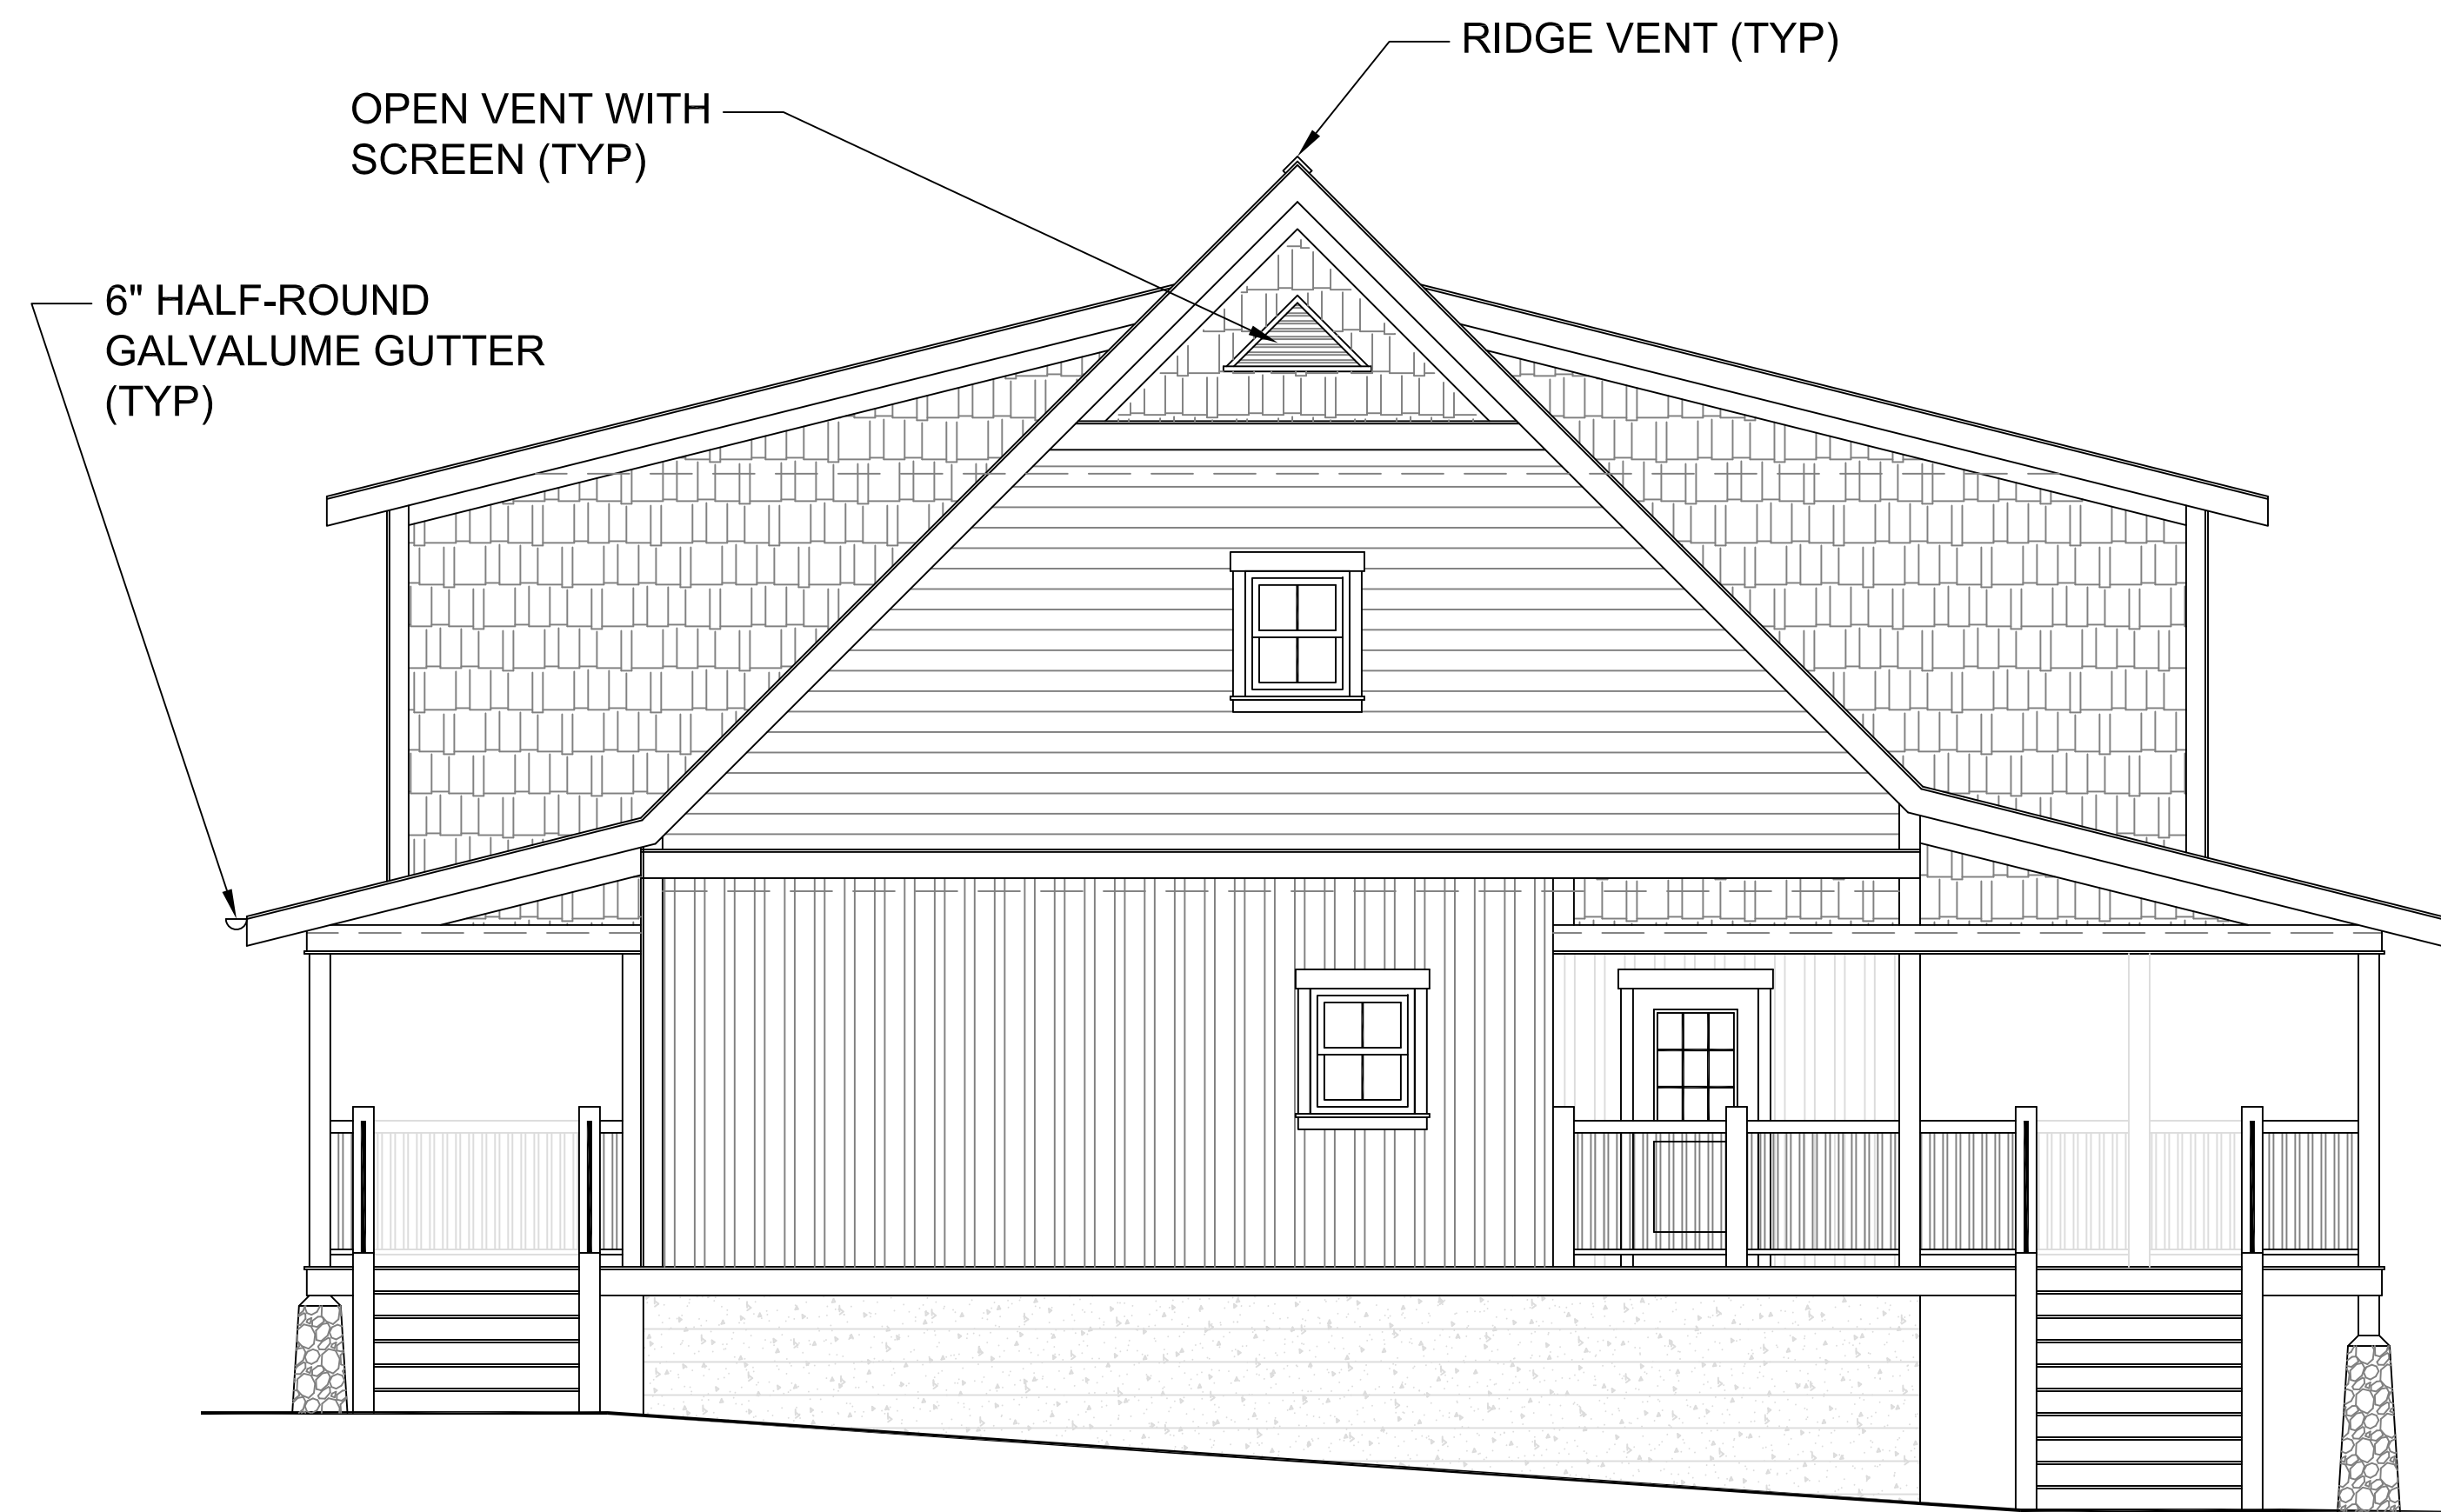 RIDGE VENT (TYP)
OPEN VENT WITH
SCREEN (TYP)
6" HALF-ROUND
GALVALUME GUTTER
(TYP)